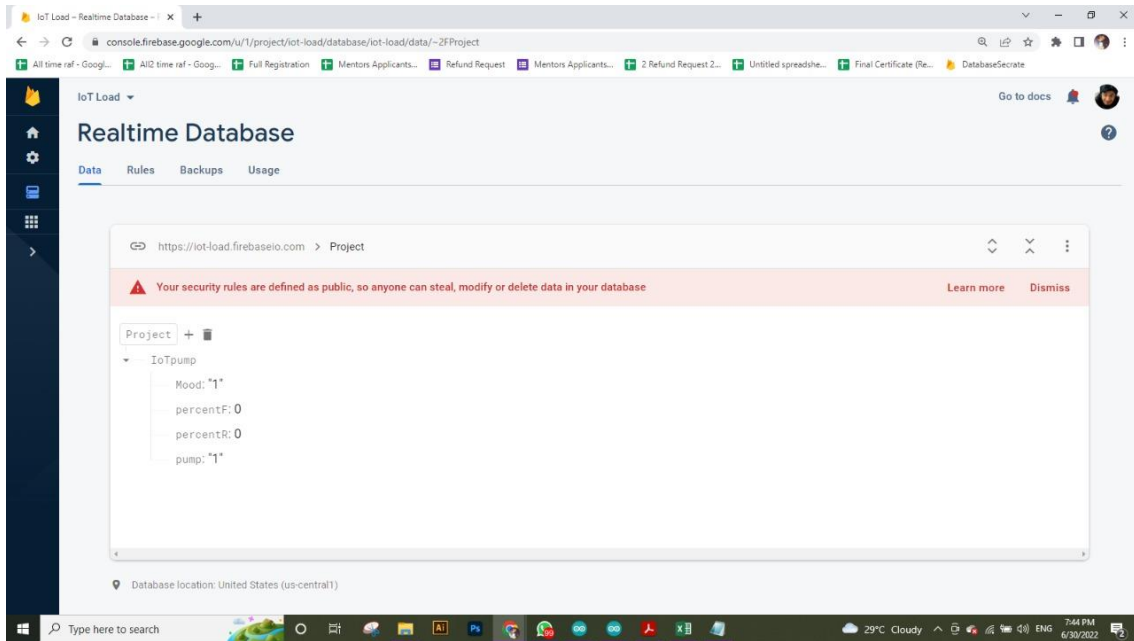 IoT Load – Realtime Database – F
console.firebase.google.com/u/1/project/iot-load/database/iot-load/data/~2FProject
All time raf - Googl...
All2 time raf - Goog...
Full Registration
Mentors Applicants...
Refund Request
Mentors Applicants...
2 Refund Request 2...
Untitled spreadshe...
Final Certificate (Re...
DatabaseSecrate
IoT Load
Go to docs
Realtime Database
Data Rules Backups Usage
https://iot-load.firebaseio.com > Project
Your security rules are defined as public, so anyone can steal, modify or delete data in your database
Learn more Dismiss
Project
IoTpump
Mood: "1"
percentF: 0
percentR: 0
pump: "1"
Database location: United States (us-central1)
Type here to search
Ai
Ps
99
29°C Cloudy
ENG
7:44 PM
6/30/2022